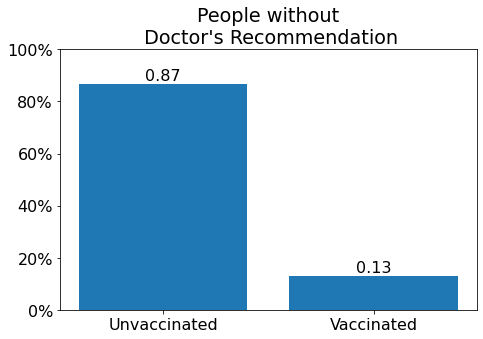 People without
Doctor's Recommendation
100%
80%
60%
40%
20%
0%
0.87
0.13
Unvaccinated
Vaccinated